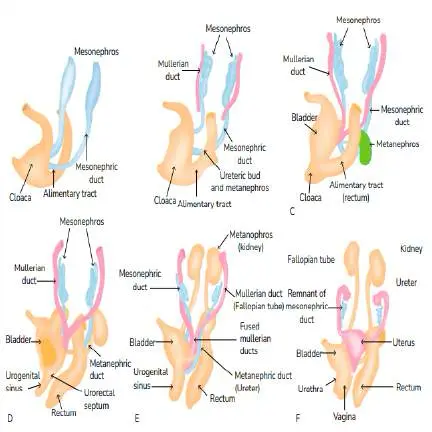 Mesonephros
Mesonephric
duct
Cloaca
Alimentary tract
Mesonephros
Mullerian
duct
Mesonephric
duct
Ureteric bud
and metanephros
Cloaca
Alimentary tract
Mesonephros
Mullerian
duct
Bladder
Mesonephric
duct
Metanephros
Alimentary tract
(rectum)
Cloaca
C
Mesonephros
Mullerian
duct
Bladder
Urogenital
sinus
Metanephric
duct
Urorectal
septum
Rectum
D
Metanophros
(kidney)
Mesonephric
duct
Mullerian duct
(Fallopian tube)
Bladder
Fused
mullerian
ducts
Urogenital
sinus
Metanephric duct
(Ureter)
Rectum
E
Fallopian tube
Kidney
Ureter
Remnant of
mesonephric
duct
Bladder
Uterus
Urethra
Rectum
Vagina
F